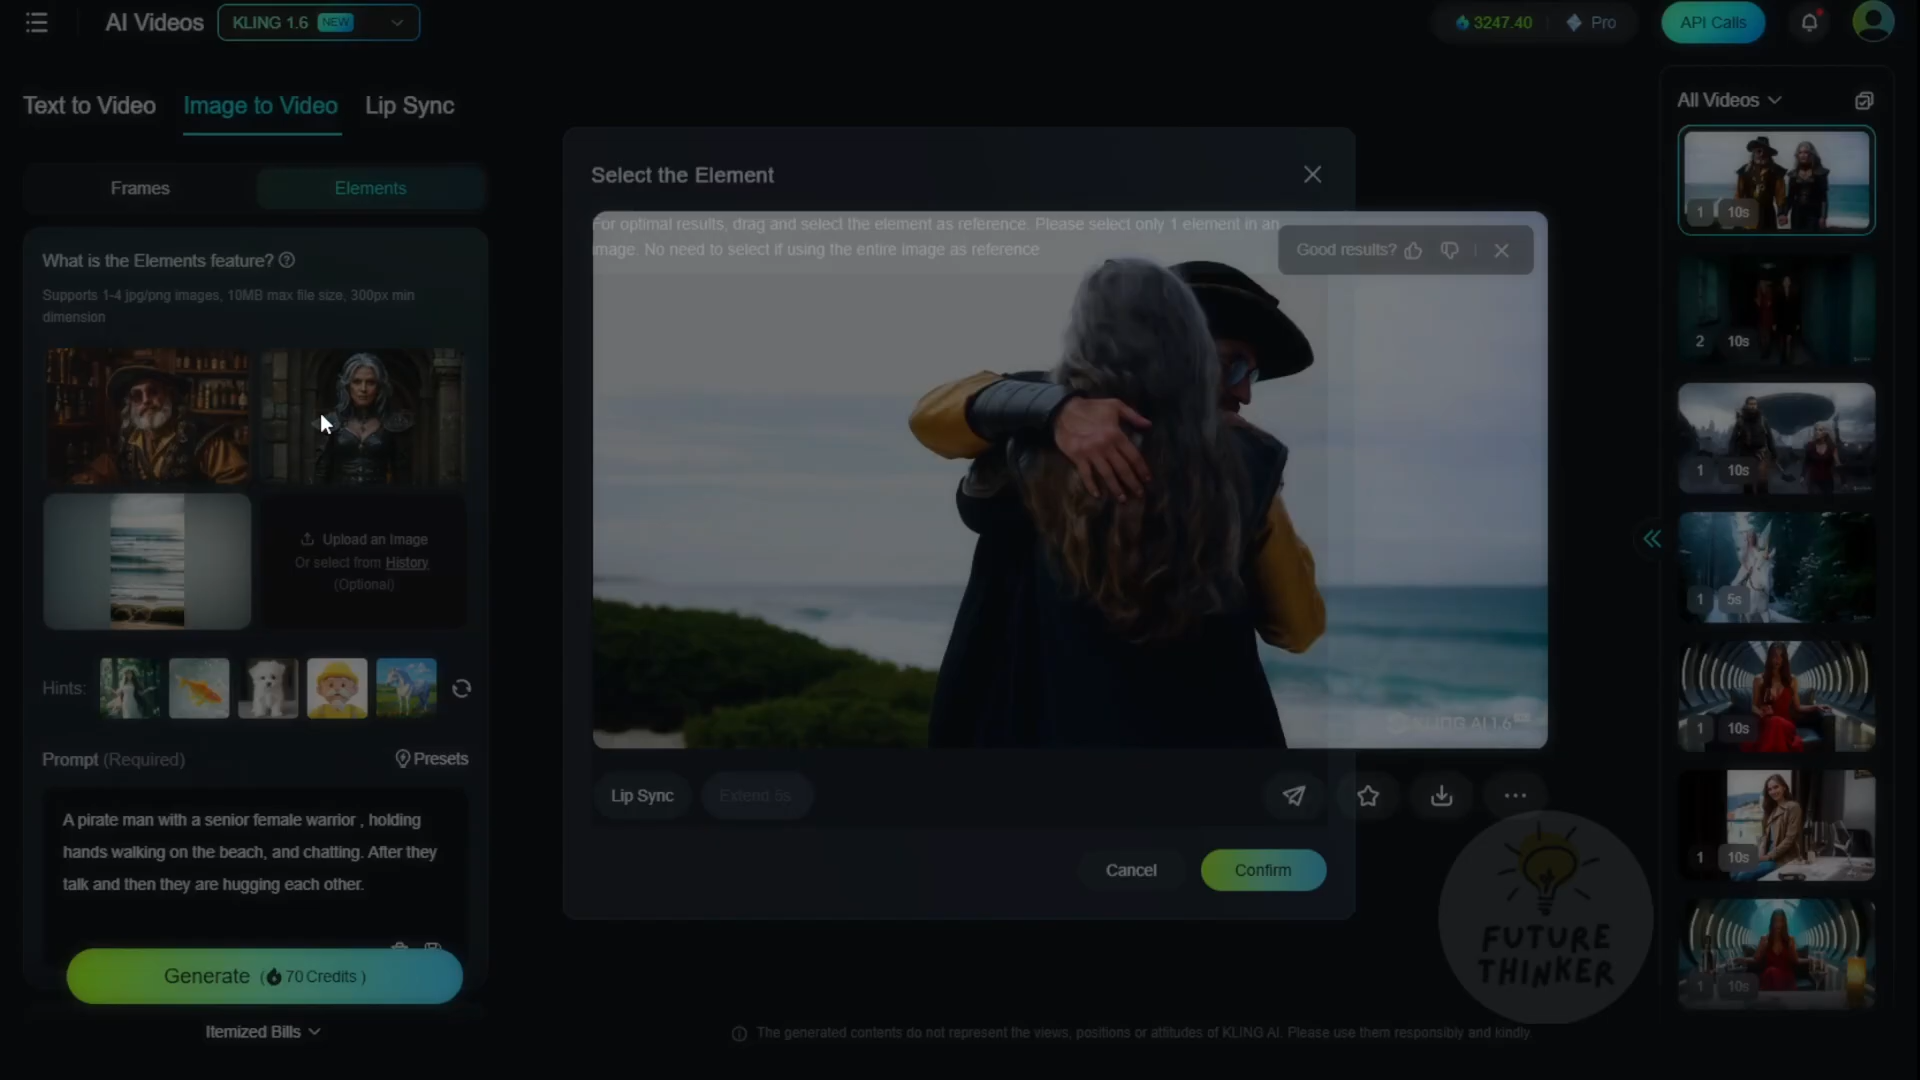 AI Videos
KLING 1.6 NEW
3247.40
Pro
API Calls
Text to Video
Image to Video
Lip Sync
Frames
Elements
What is the Elements feature?
Supports 1-4 jpg/png images, 10MB max file size, 300px min
dimension
Upload an Image
Or select from History
(Optional)
Hints:
Prompt (Required)
Presets
A pirate man with a senior female warrior , holding
hands walking on the beach, and chatting. After they
talk and then they are hugging each other.
Generate ( 70 Credits )
Itemized Bills
Select the Element
For optimal results, drag and select the element as reference. Please select only 1 element in an
image. No need to select if using the entire image as reference
Good results?
KLING AI 1.6
Lip Sync
Extend 5s
Cancel
Confirm
FUTURE
THINKER
The generated contents do not represent the views, positions or attitudes of KLING AI. Please use them responsibly and kindly.
All Videos
1 10s
2 10s
1 10s
1 5s
1 10s
1 10s
1 10s